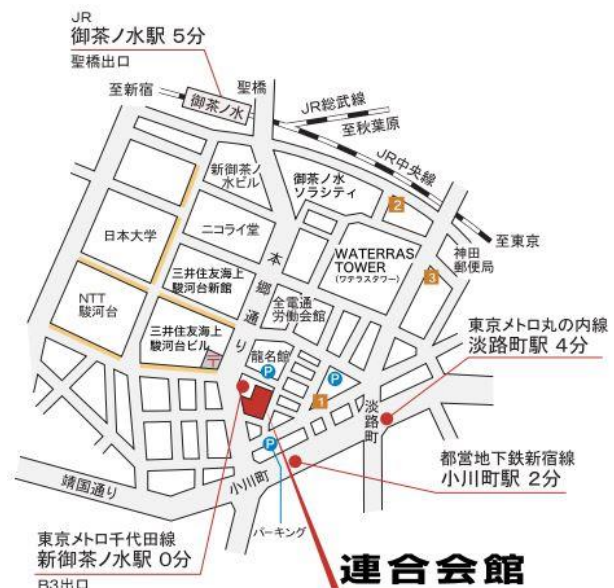 JR
御茶ノ水駅 5分
聖橋出口
聖橋
至新宿
御茶ノ水
JR総武線
至秋葉原
JR中央線
新御茶ノ
水ビル
御茶ノ水
ソラシティ
2
至東京
日本大学
ニコライ堂
本郷通り
WATERRAS
TOWER
(ワテラスタワー)
神田
郵便局
3
三井住友海上
駿河台新館
NTT
駿河台
全電通
労働会館
三井住友海上
駿河台ビル
〒
龍名館
P
P
1
東京メトロ丸の内線
淡路町駅 4分
淡路町
P
都営地下鉄新宿線
小川町駅 2分
靖国通り
小川町
パーキング
東京メトロ千代田線
新御茶ノ水駅 0分
B3出口
連合会館